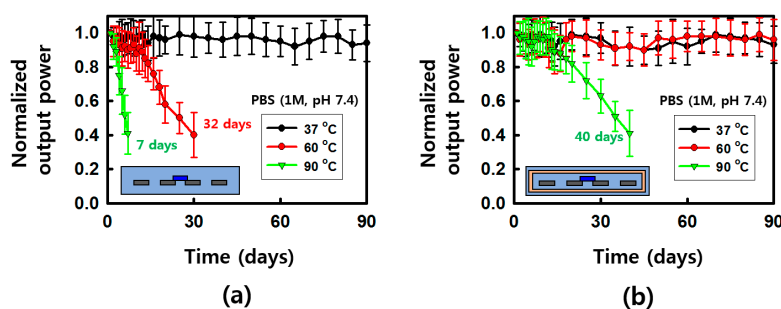 Normalized
output power
1.0
0.8
0.6
0.4
0.2
0.0
PBS (1M, pH 7.4)
37 °C
60 °C
90 °C
32 days
7 days
0
30
60
90
Time (days)
(a)
Normalized
output power
1.0
0.8
0.6
0.4
0.2
0.0
PBS (1M, pH 7.4)
37 °C
60 °C
90 °C
40 days
0
30
60
90
Time (days)
(b)